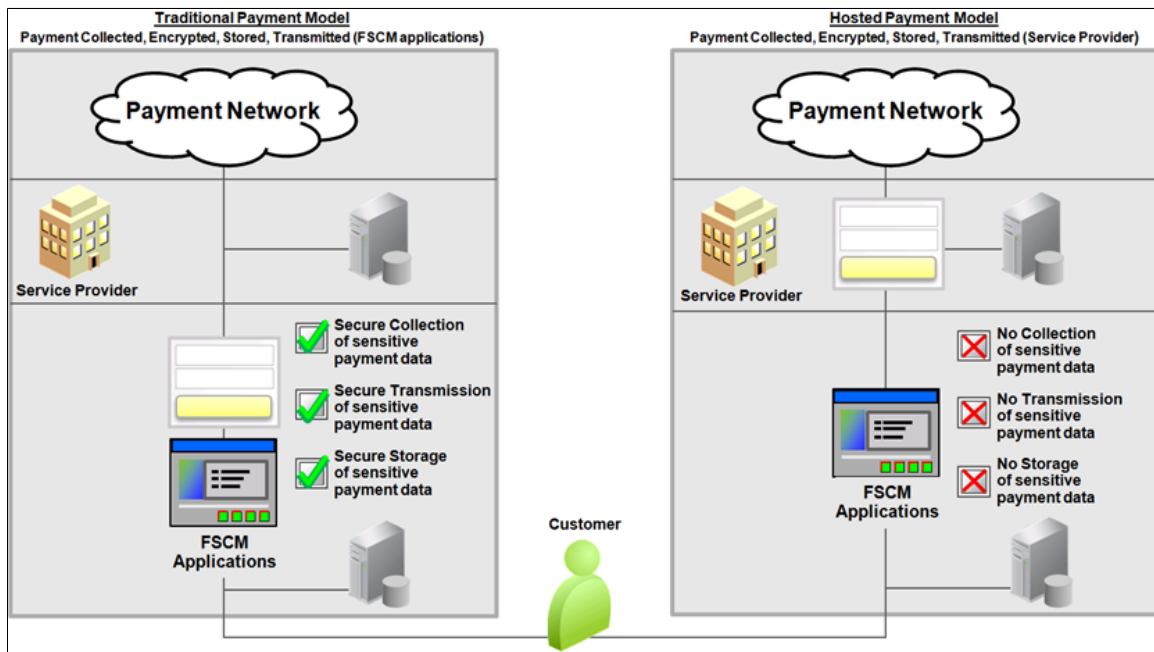 Traditional Payment Model
Payment Collected, Encrypted, Stored, Transmitted (FSCM applications)
Payment Network
Service Provider
Secure Collection
of sensitive
payment data
Secure Transmission
of sensitive
payment data
Secure Storage
of sensitive
payment data
FSCM
Applications
Customer
Hosted Payment Model
Payment Collected, Encrypted, Stored, Transmitted (Service Provider)
Payment Network
Service Provider
No Collection
of sensitive
payment data
No Transmission
of sensitive
payment data
No Storage
of sensitive
payment data
FSCM
Applications